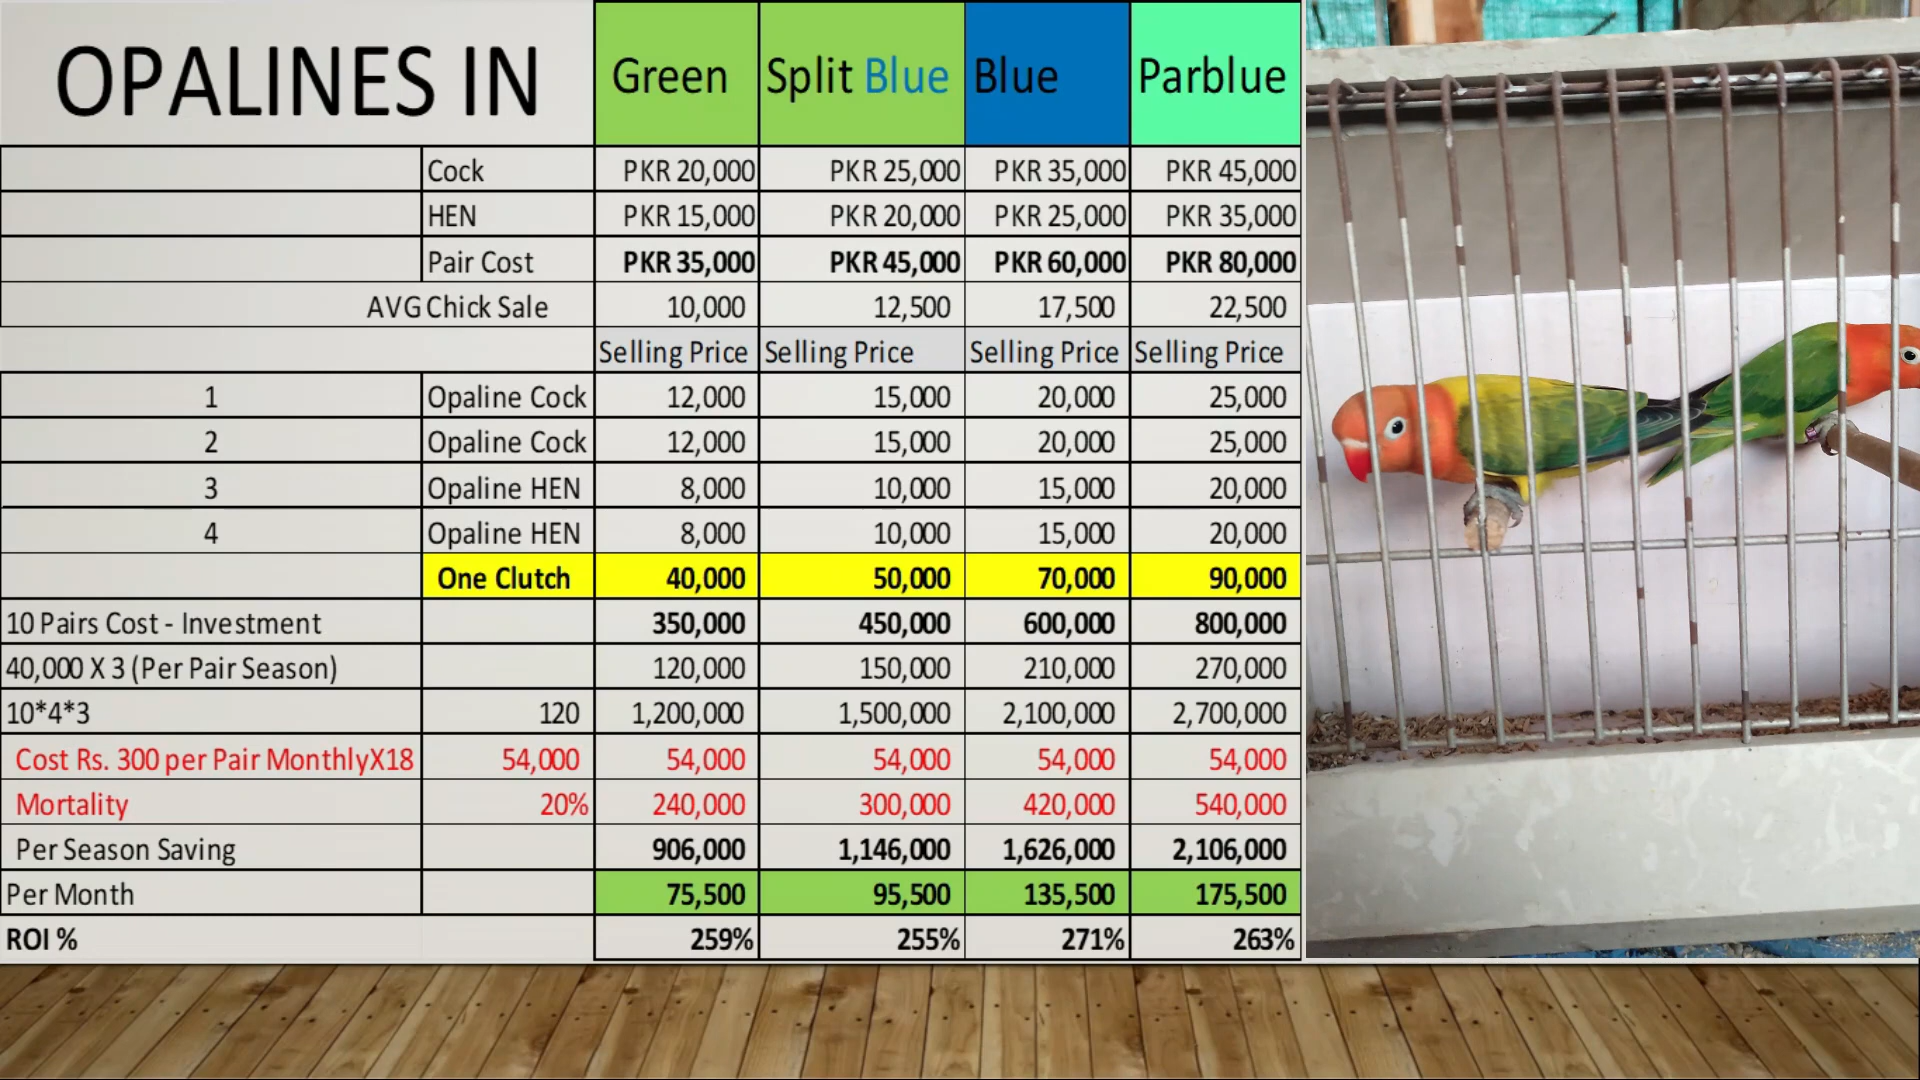 OPALINES IN Green Split Blue Blue Parblue
Cock PKR 20,000 PKR 25,000 PKR 35,000 PKR 45,000
HEN PKR 15,000 PKR 20,000 PKR 25,000 PKR 35,000
Pair Cost PKR 35,000 PKR 45,000 PKR 60,000 PKR 80,000
AVG Chick Sale 10,000 12,500 17,500 22,500
Selling Price Selling Price Selling Price Selling Price
1 Opaline Cock 12,000 15,000 20,000 25,000
2 Opaline Cock 12,000 15,000 20,000 25,000
3 Opaline HEN 8,000 10,000 15,000 20,000
4 Opaline HEN 8,000 10,000 15,000 20,000
One Clutch 40,000 50,000 70,000 90,000
10 Pairs Cost - Investment 350,000 450,000 600,000 800,000
40,000 X 3 (Per Pair Season) 120,000 150,000 210,000 270,000
10*4*3 120 1,200,000 1,500,000 2,100,000 2,700,000
Cost Rs. 300 per Pair MonthlyX18 54,000 54,000 54,000 54,000 54,000
Mortality 20% 240,000 300,000 420,000 540,000
Per Season Saving 906,000 1,146,000 1,626,000 2,106,000
Per Month 75,500 95,500 135,500 175,500
ROI % 259% 255% 271% 263%